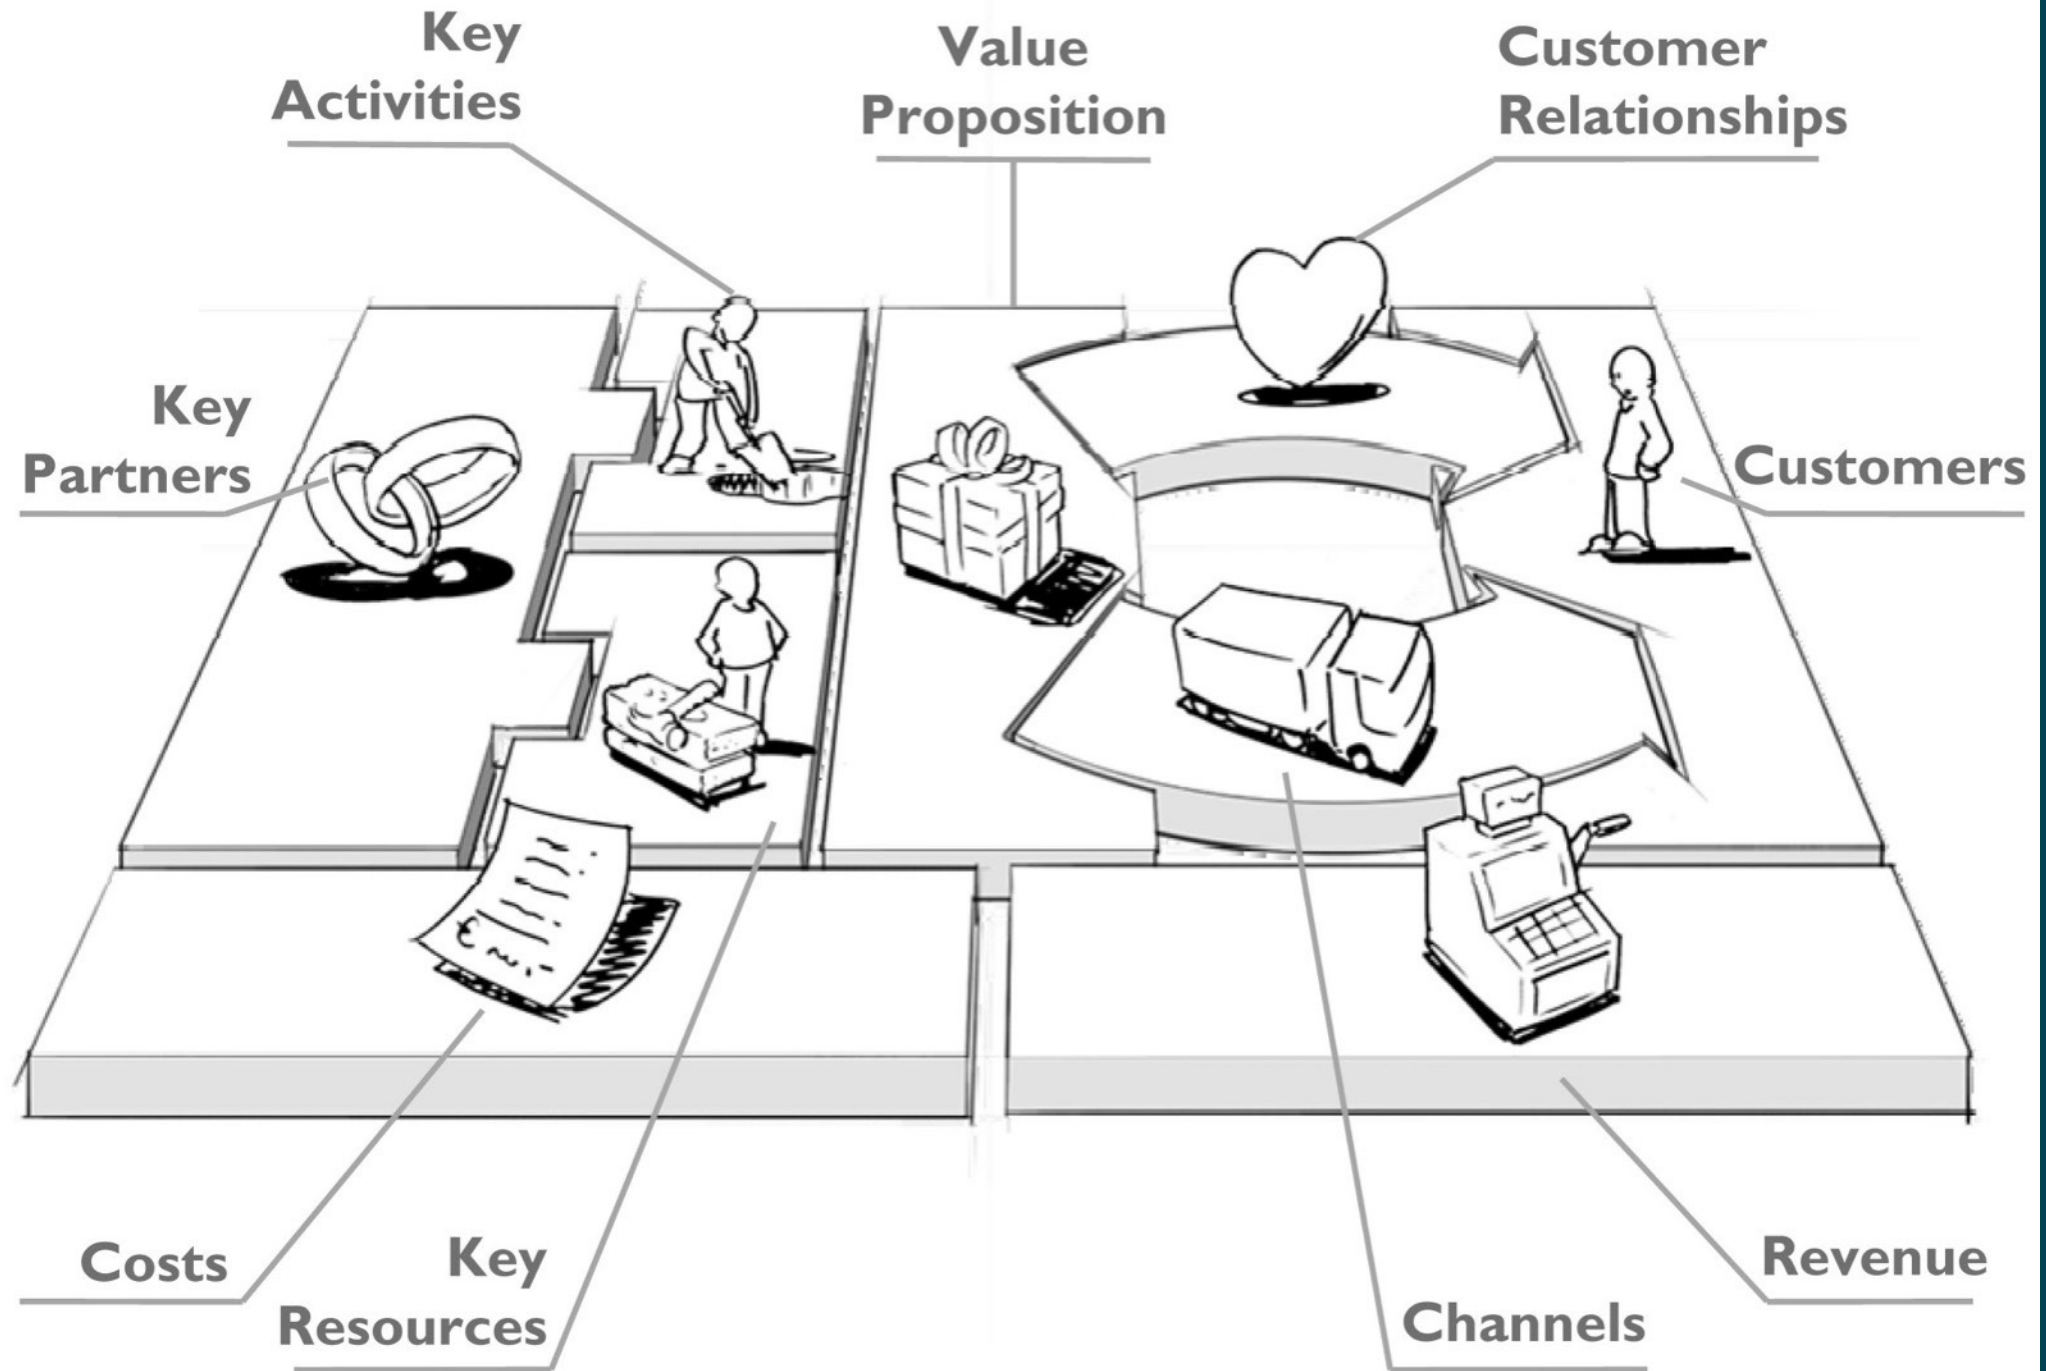 Key
Activities
Value
Proposition
Customer
Relationships
Key
Partners
Customers
Costs
Key
Resources
Channels
Revenue